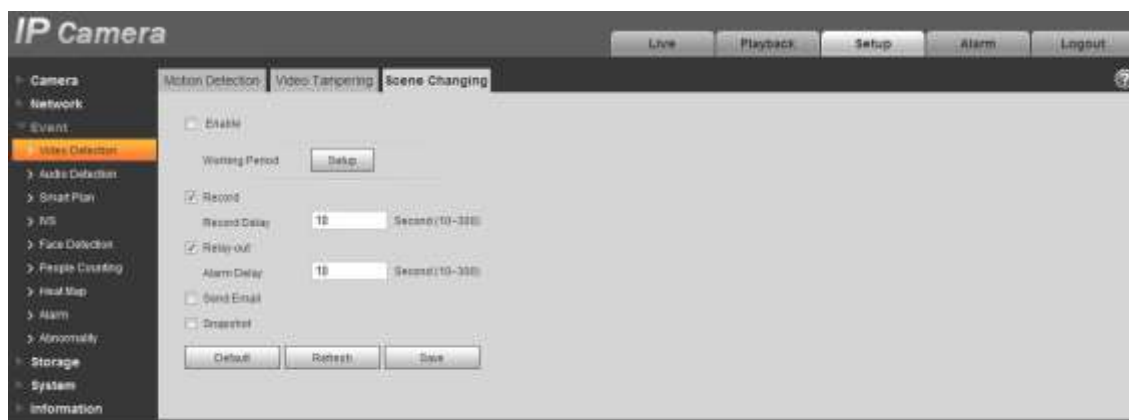 IP Camera
Live
Playback
Setup
Alarm
Logout
Camera
Network
Event
Video Detection
Audio Detection
Smart Plan
IVS
Face Detection
People Counting
Heat Map
Alarm
Abnormality
Storage
System
Information
Motion Detection
Video Tampering
Scene Changing
Enable
Working Period
Setup
Record
Record Delay
10
Second (10~300)
Relay-out
Alarm Delay
10
Second (10~300)
Send Email
Snapshot
Default
Refresh
Save